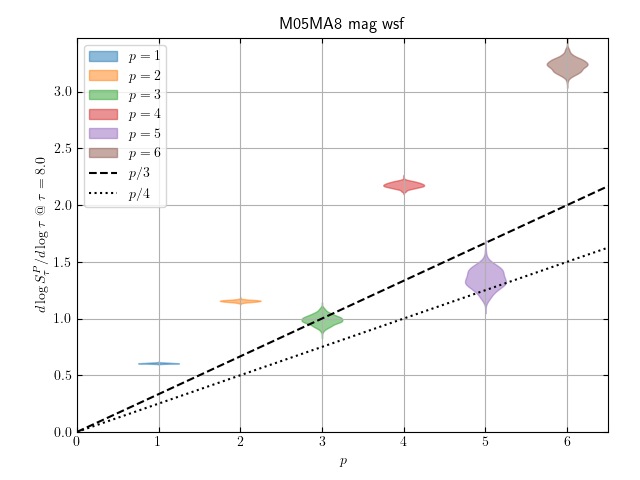 M05MA8 mag wsf
p = 1
p = 2
p = 3
p = 4
p = 5
p = 6
p/3
p/4
d log S_τ^P / d log τ @ τ = 8.0
3.0
2.5
2.0
1.5
1.0
0.5
0.0
0 1 2 3 4 5 6
p